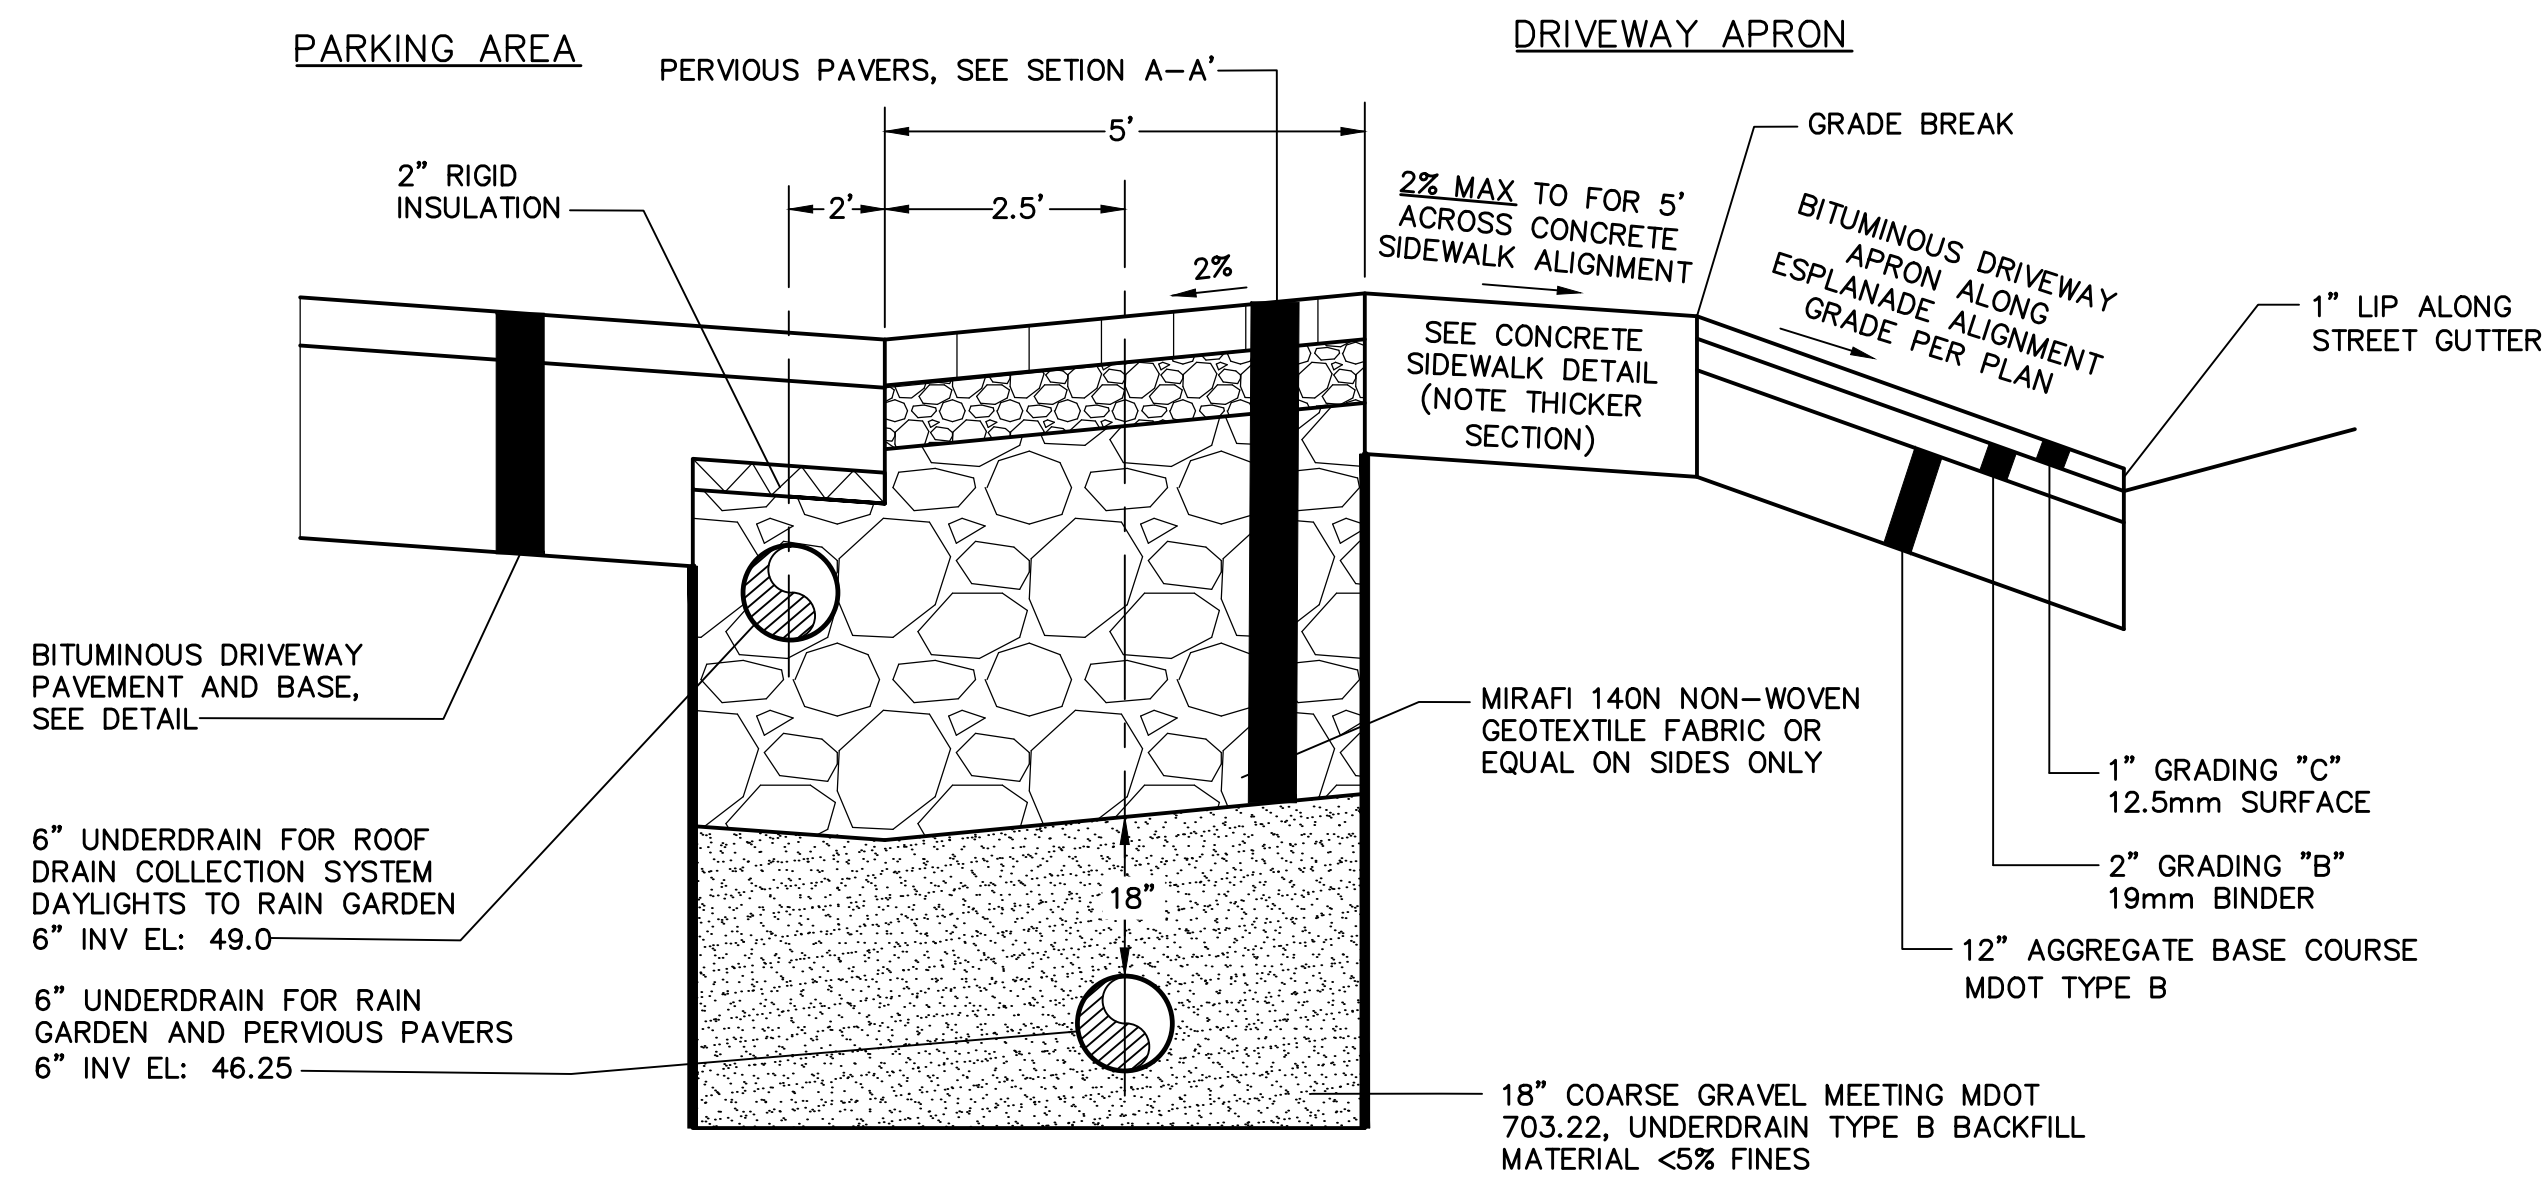 PARKING AREA
DRIVEWAY APRON
PERVIOUS PAVERS, SEE SETION A-A'
5'
GRADE BREAK
2" RIGID
INSULATION
2'
2.5'
2%
2% MAX TO FOR 5'
ACROSS CONCRETE
SIDEWALK ALIGNMENT
BITUMINOUS DRIVEWAY
APRON ALONG
ESPLANADE ALIGNMENT
GRADE PER PLAN
1" LIP ALONG
STREET GUTTER
SEE CONCRETE
SIDEWALK DETAIL
(NOTE THICKER
SECTION)
BITUMINOUS DRIVEWAY
PAVEMENT AND BASE,
SEE DETAIL
MIRAFI 140N NON-WOVEN
GEOTEXTILE FABRIC OR
EQUAL ON SIDES ONLY
1" GRADING "C"
12.5mm SURFACE
2" GRADING "B"
19mm BINDER
12" AGGREGATE BASE COURSE
MDOT TYPE B
6" UNDERDRAIN FOR ROOF
DRAIN COLLECTION SYSTEM
DAYLIGHTS TO RAIN GARDEN
6" INV EL: 49.0
18"
6" UNDERDRAIN FOR RAIN
GARDEN AND PERVIOUS PAVERS
6" INV EL: 46.25
18" COARSE GRAVEL MEETING MDOT
703.22, UNDERDRAIN TYPE B BACKFILL
MATERIAL <5% FINES